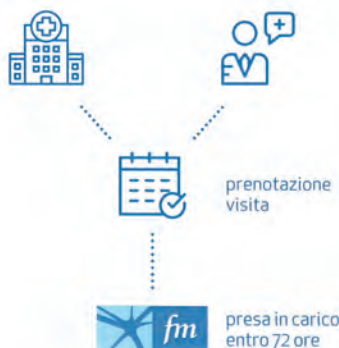 prenotazione
visita
fm
presa in carico
entro 72 ore